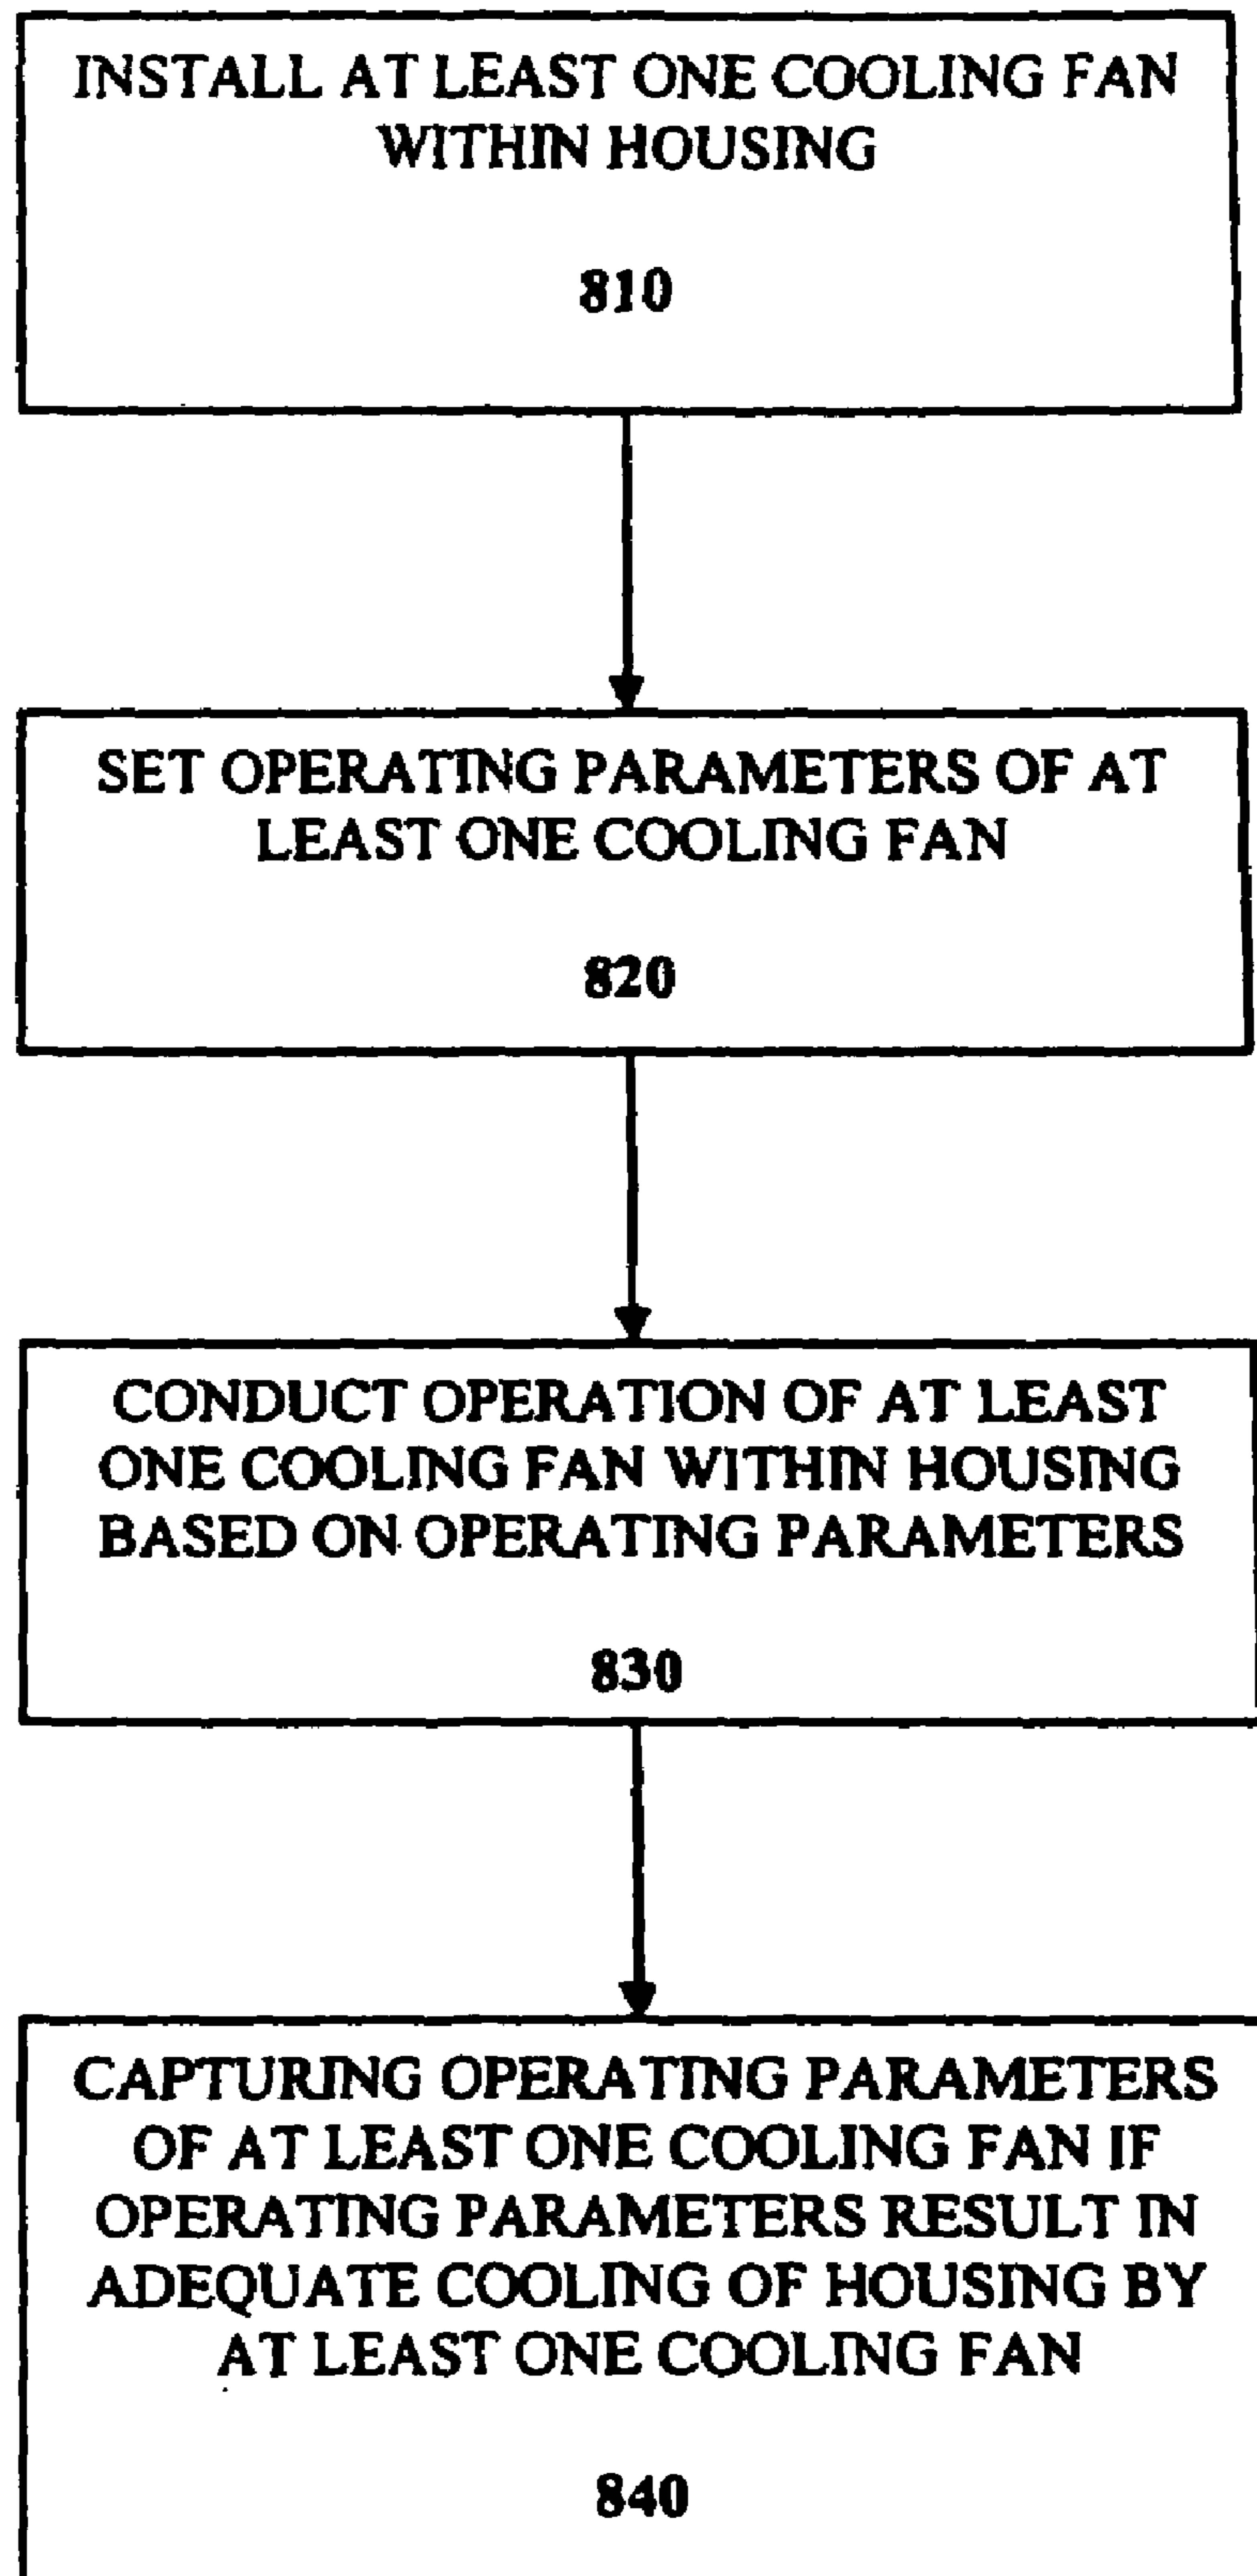 INSTALL AT LEAST ONE COOLING FAN
WITHIN HOUSING
810
SET OPERATING PARAMETERS OF AT
LEAST ONE COOLING FAN
820
CONDUCT OPERATION OF AT LEAST
ONE COOLING FAN WITHIN HOUSING
BASED ON OPERATING PARAMETERS
830
CAPTURING OPERATING PARAMETERS
OF AT LEAST ONE COOLING FAN IF
OPERATING PARAMETERS RESULT IN
ADEQUATE COOLING OF HOUSING BY
AT LEAST ONE COOLING FAN
840